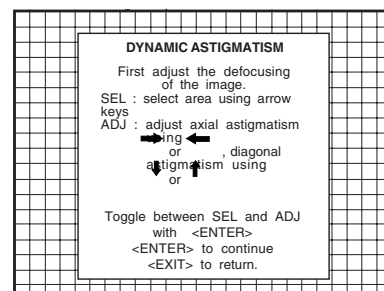 DYNAMIC ASTIGMATISM
First adjust the defocusing
of the image.
SEL : select area using arrow
keys
ADJ : adjust axial astigmatism
using
or , diagonal
astigmatism using
or
Toggle between SEL and ADJ
with <ENTER>
<ENTER> to continue
<EXIT> to return.